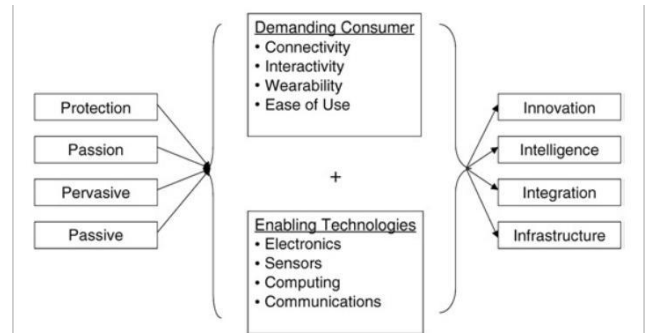 Protection
Passion
Pervasive
Passive
Demanding Consumer
• Connectivity
• Interactivity
• Wearability
• Ease of Use
+
Enabling Technologies
• Electronics
• Sensors
• Computing
• Communications
Innovation
Intelligence
Integration
Infrastructure